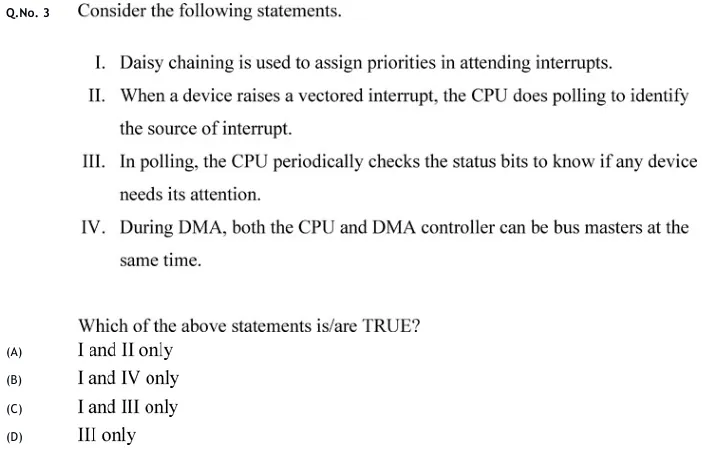 Q.No. 3 Consider the following statements.
I. Daisy chaining is used to assign priorities in attending interrupts.
II. When a device raises a vectored interrupt, the CPU does polling to identify
the source of interrupt.
III. In polling, the CPU periodically checks the status bits to know if any device
needs its attention.
IV. During DMA, both the CPU and DMA controller can be bus masters at the
same time.
Which of the above statements is/are TRUE?
(A) I and II only
(B) I and IV only
(C) I and III only
(D) III only